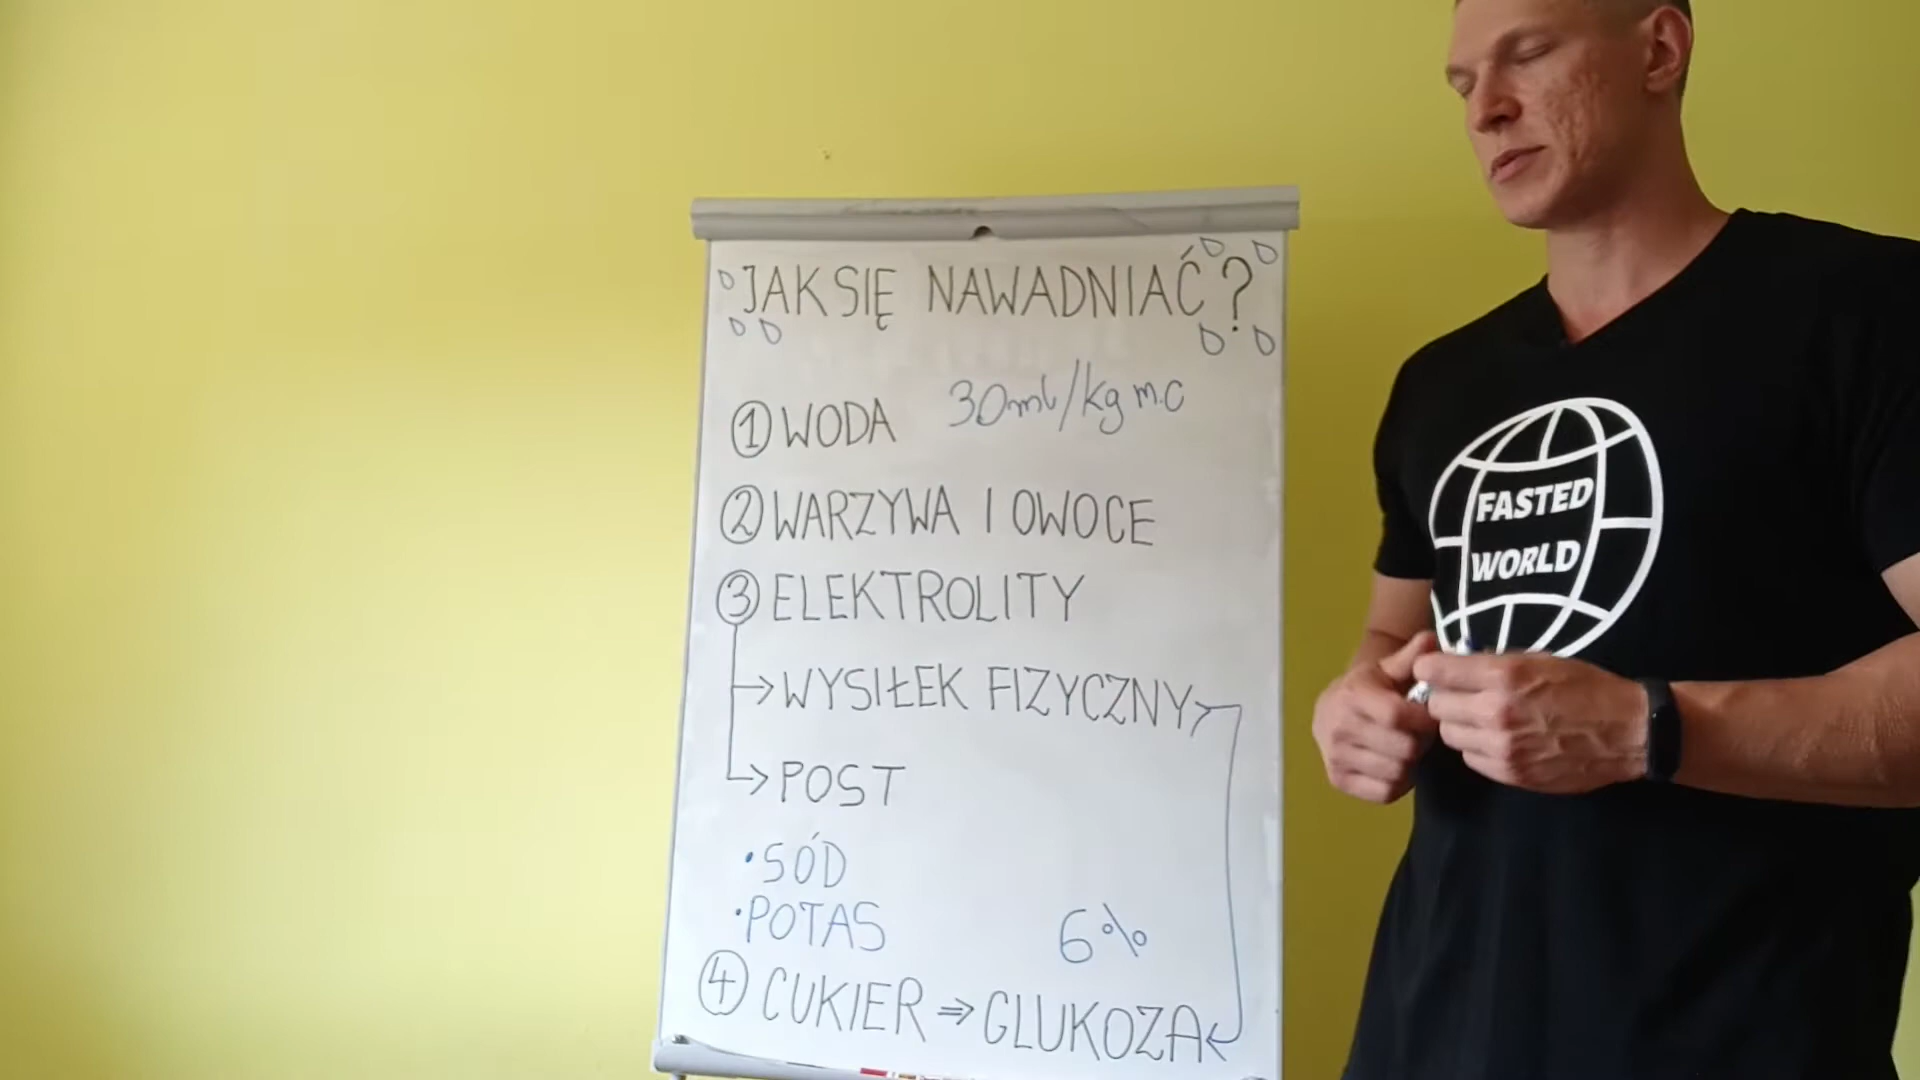 JAK SIĘ NAWADNIAĆ?
① WODA 30ml/kg m.c
② WARZYWA I OWOCE
③ ELEKTROLITY
→ WYSIŁEK FIZYCZNY
→ POST
• SÓD
• POTAS
6%
④ CUKIER ⇒ GLUKOZA
FASTED
WORLD